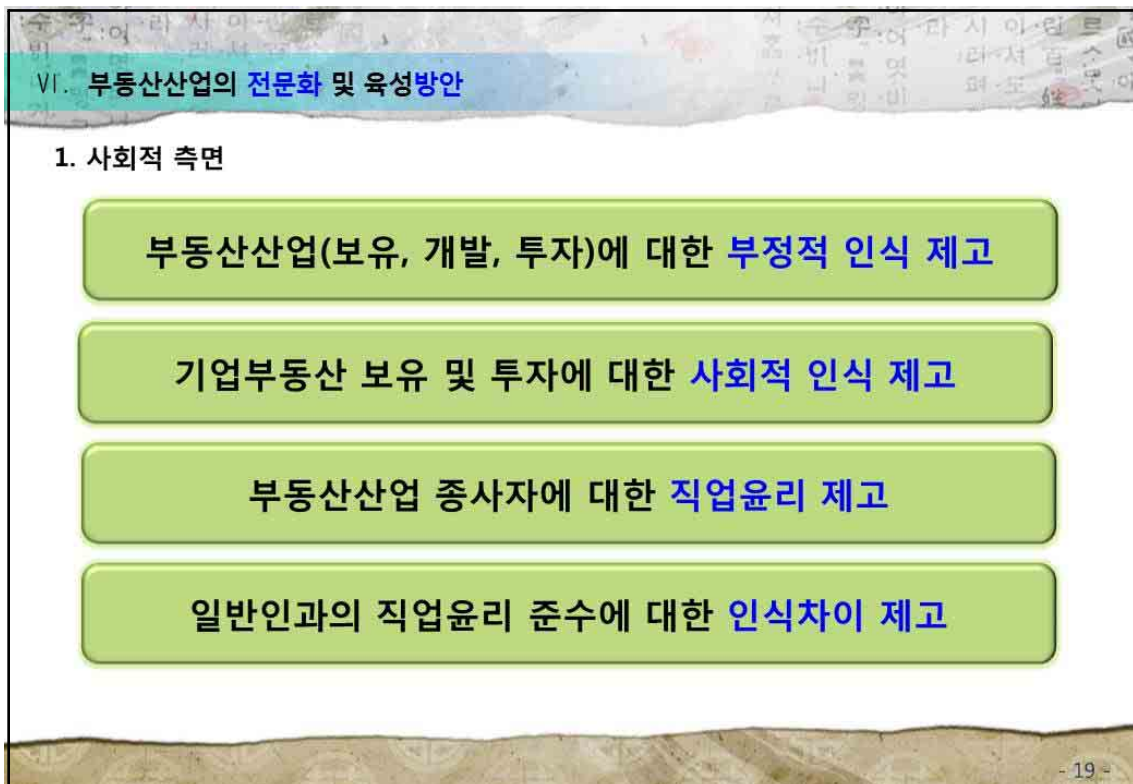 VI. 부동산산업의 전문화 및 육성방안
1. 사회적 측면
부동산산업(보유, 개발, 투자)에 대한 부정적 인식 제고
기업부동산 보유 및 투자에 대한 사회적 인식 제고
부동산산업 종사자에 대한 직업윤리 제고
일반인과의 직업윤리 준수에 대한 인식차이 제고
- 19 -